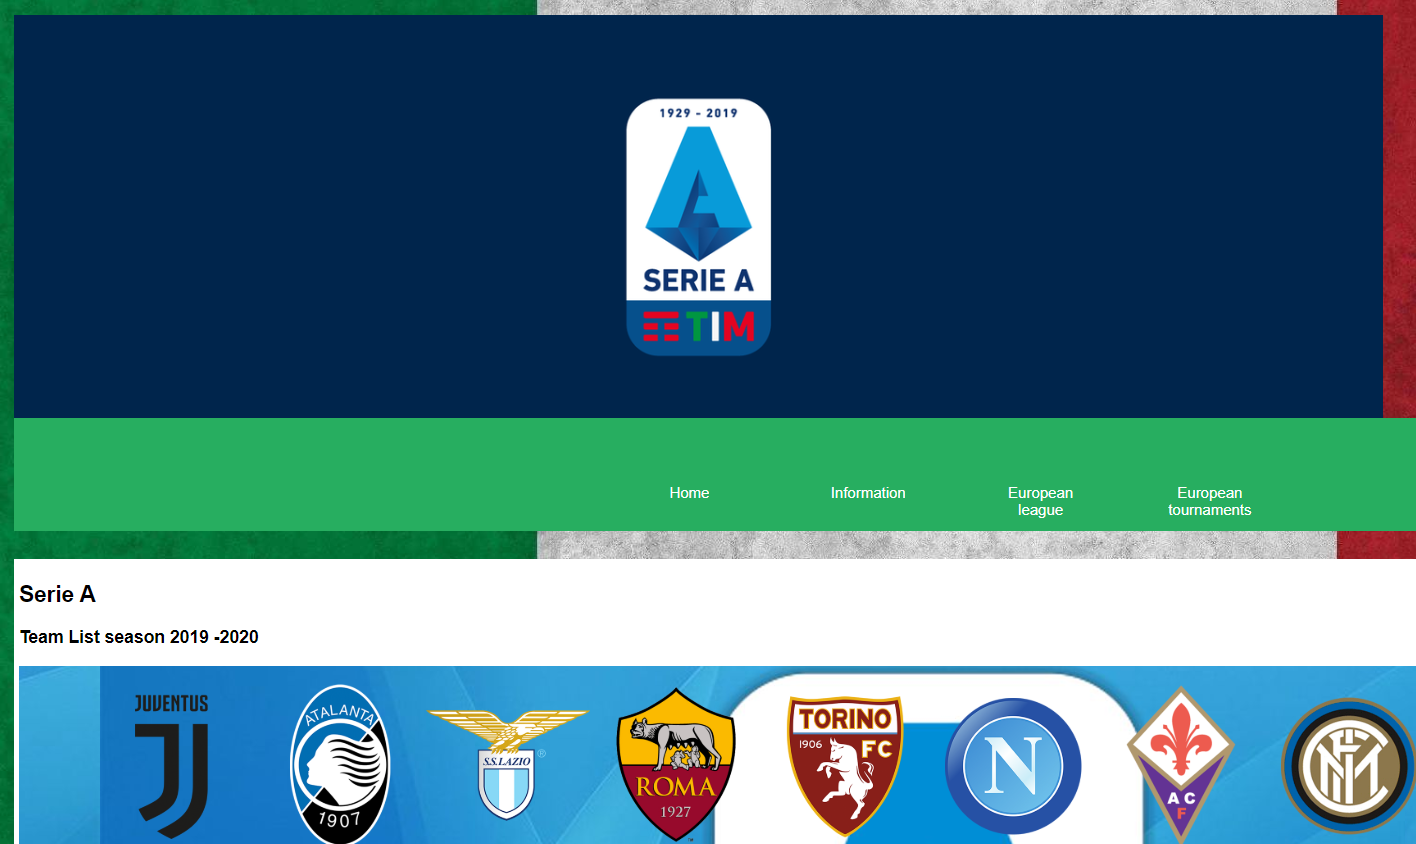 1929 - 2019
SERIE A
TIM
Home
Information
European
league
European
tournaments
Serie A
Team List season 2019 -2020
JUVENTUS
ATALANTA
1907
S.S.LAZIO
®
ROMA
1927
TORINO
1906
FC
N
A C
F